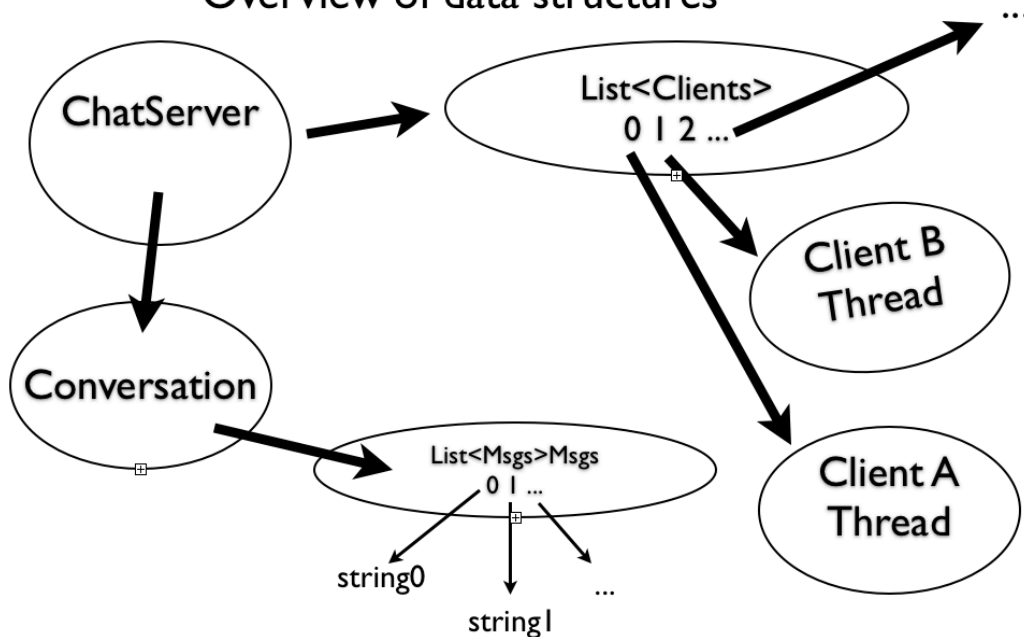 Overview of data structures
...
ChatServer
List<Clients>
0 1 2 ...
Client B
Thread
Conversation
List<Msgs>Msgs
0 1 ...
Client A
Thread
string0
...
string1